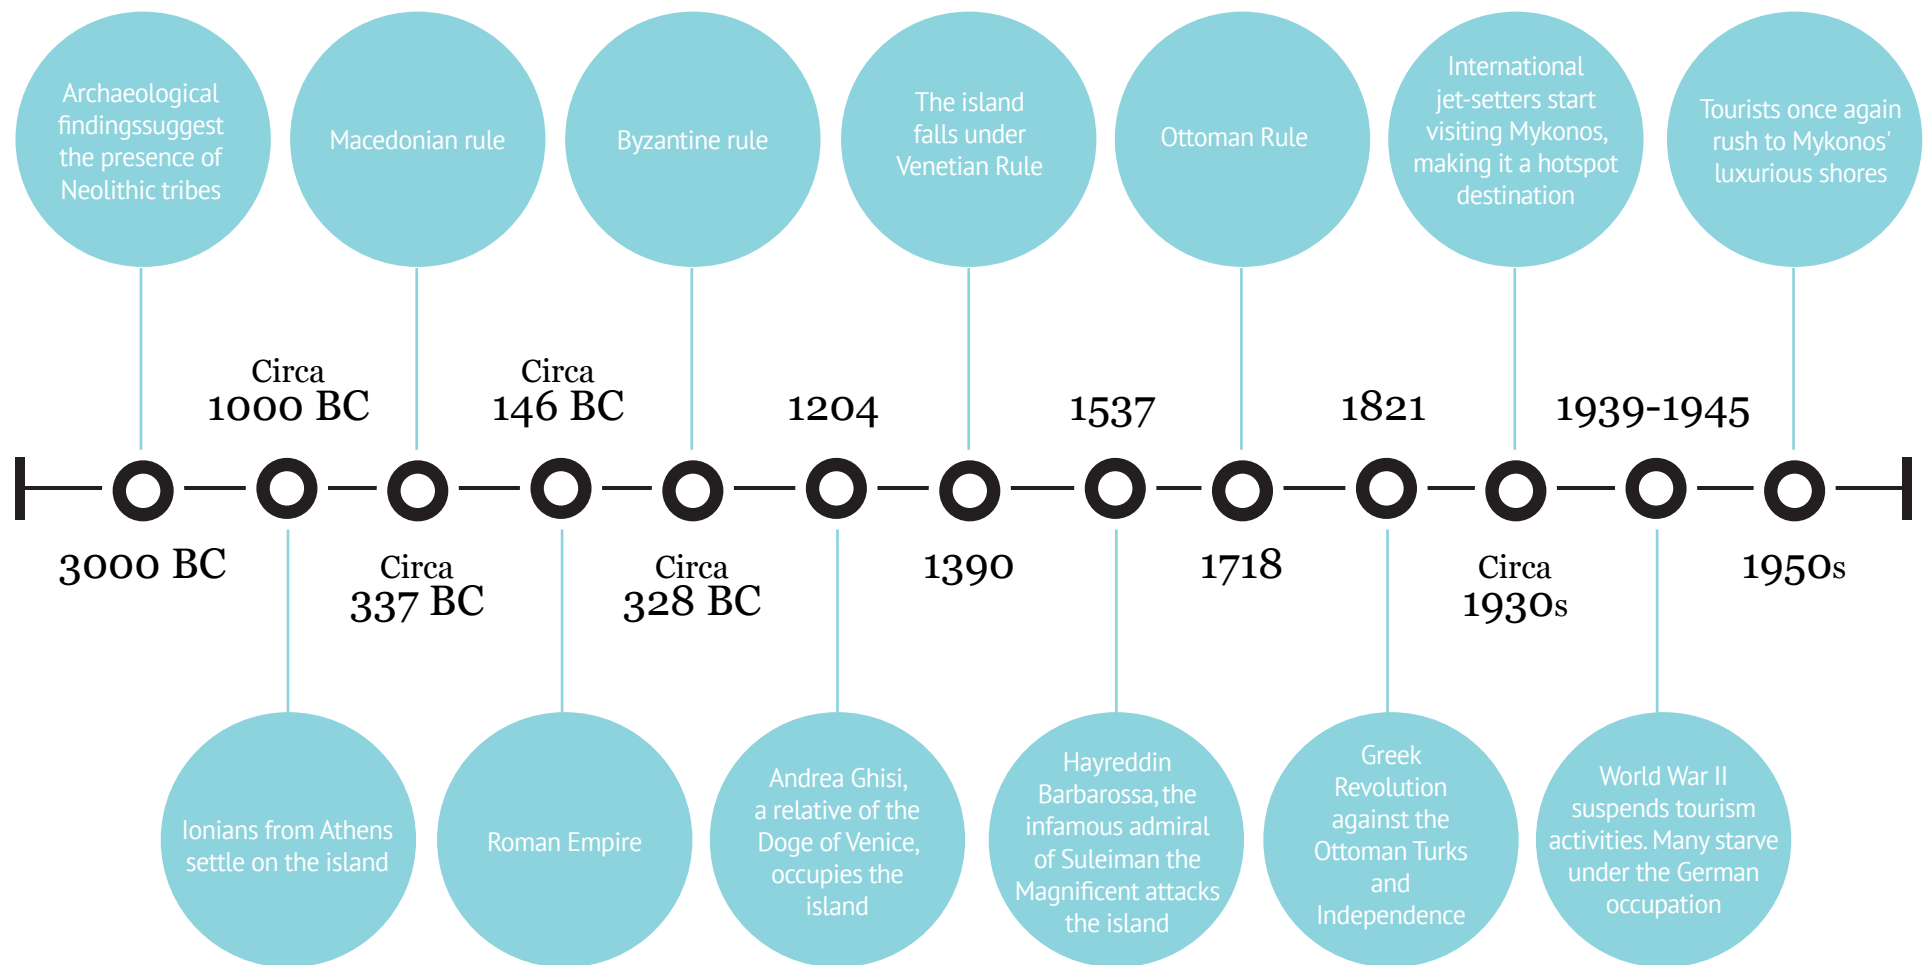 Archaeological
findingssuggest
the presence of
Neolithic tribes
Macedonian rule
Byzantine rule
The island
falls under
Venetian Rule
Ottoman Rule
International
jet-setters start
visiting Mykonos,
making it a hotspot
destination
Tourists once again
rush to Mykonos'
luxurious shores
Circa
1000 BC
Circa
146 BC
1204
1537
1821
1939-1945
3000 BC
Circa
337 BC
Circa
328 BC
1390
1718
Circa
1930s
1950s
Ionians from Athens
settle on the island
Roman Empire
Andrea Ghisi,
a relative of the
Doge of Venice,
occupies the
island
Hayreddin
Barbarossa, the
infamous admiral
of Suleiman the
Magnificent attacks
the island
Greek
Revolution
against the
Ottoman Turks
and
Independence
World War II
suspends tourism
activities. Many starve
under the German
occupation